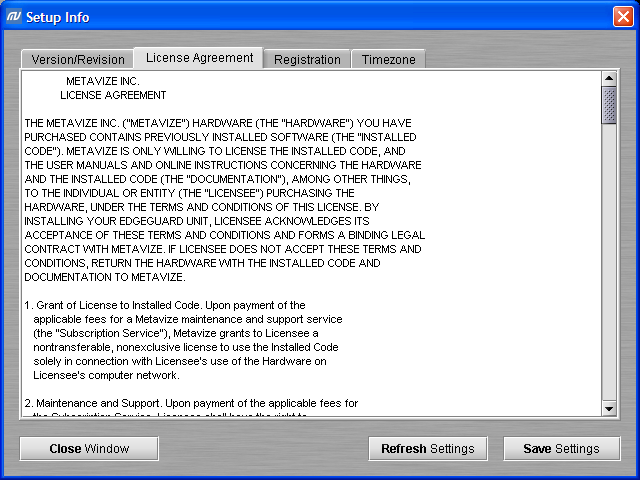 Setup Info
Version/Revision
License Agreement
Registration
Timezone
METAVIZE INC.
LICENSE AGREEMENT
THE METAVIZE INC. ("METAVIZE") HARDWARE (THE "HARDWARE") YOU HAVE
PURCHASED CONTAINS PREVIOUSLY INSTALLED SOFTWARE (THE "INSTALLED
CODE"). METAVIZE IS ONLY WILLING TO LICENSE THE INSTALLED CODE, AND
THE USER MANUALS AND ONLINE INSTRUCTIONS CONCERNING THE HARDWARE
AND THE INSTALLED CODE (THE "DOCUMENTATION"), AMONG OTHER THINGS,
TO THE INDIVIDUAL OR ENTITY (THE "LICENSEE") PURCHASING THE
HARDWARE, UNDER THE TERMS AND CONDITIONS OF THIS LICENSE. BY
INSTALLING YOUR EDGEGUARD UNIT, LICENSEE ACKNOWLEDGES ITS
ACCEPTANCE OF THESE TERMS AND CONDITIONS AND FORMS A BINDING LEGAL
CONTRACT WITH METAVIZE. IF LICENSEE DOES NOT ACCEPT THESE TERMS AND
CONDITIONS, RETURN THE HARDWARE WITH THE INSTALLED CODE AND
DOCUMENTATION TO METAVIZE.
1. Grant of License to Installed Code. Upon payment of the
applicable fees for a Metavize maintenance and support service
(the "Subscription Service"), Metavize grants to Licensee a
nontransferable, nonexclusive license to use the Installed Code
solely in connection with Licensee's use of the Hardware on
Licensee's computer network.
2. Maintenance and Support. Upon payment of the applicable fees for
the Subscription Service, Licensee shall have the right to
Close Window
Refresh Settings
Save Settings